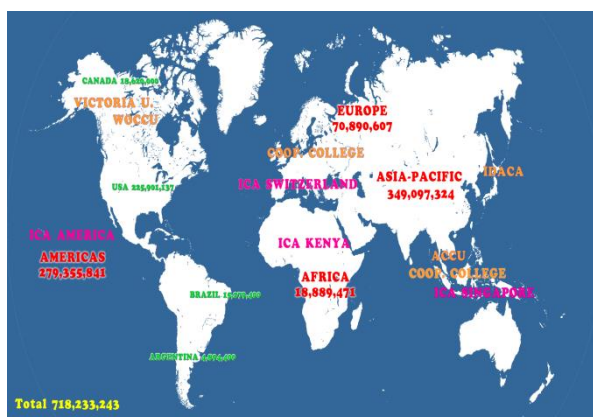 CANADA
VICTORIA U.
WOCCU
EUROPE
70,890,607
COOP. COLLEGE
IDACA
ASIA-PACIFIC
349,097,324
ICA SWITZERLAND
USA 225,901,137
ICA AMERICA
AMERICAS
279,355,841
ICA KENYA
AFRICA
18,889,471
ACCU
COOP. COLLEGE
ICA SINGAPORE
BRAZIL
ARGENTINA
Total 718,233,243